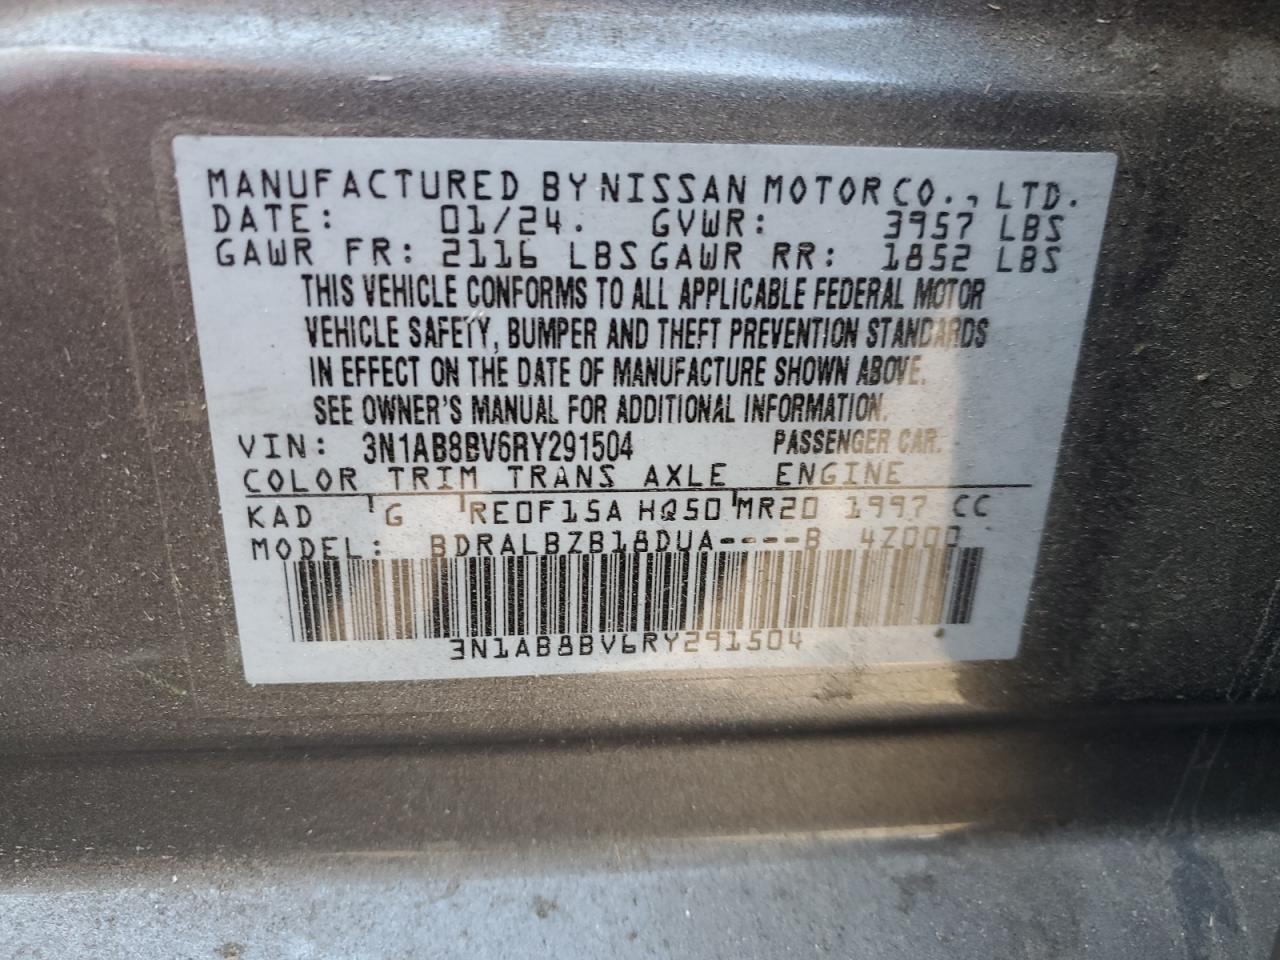 MANUFACTURED BY NISSAN MOTOR CO., LTD.
DATE: 01/24. GVWR: 3957 LBS
GAWR FR: 2116 LBS GAWR RR: 1852 LBS
THIS VEHICLE CONFORMS TO ALL APPLICABLE FEDERAL MOTOR
VEHICLE SAFETY, BUMPER AND THEFT PREVENTION STANDARDS
IN EFFECT ON THE DATE OF MANUFACTURE SHOWN ABOVE.
SEE OWNER'S MANUAL FOR ADDITIONAL INFORMATION.
VIN: 3N1AB8BV6RY291504 PASSENGER CAR.
COLOR TRIM TRANS AXLE ENGINE
KAD G RE0F15A HQ50 MR20 1997 CC
MODEL: BDRALBZB18DUA----B 4Z000
3N1AB8BV6RY291504